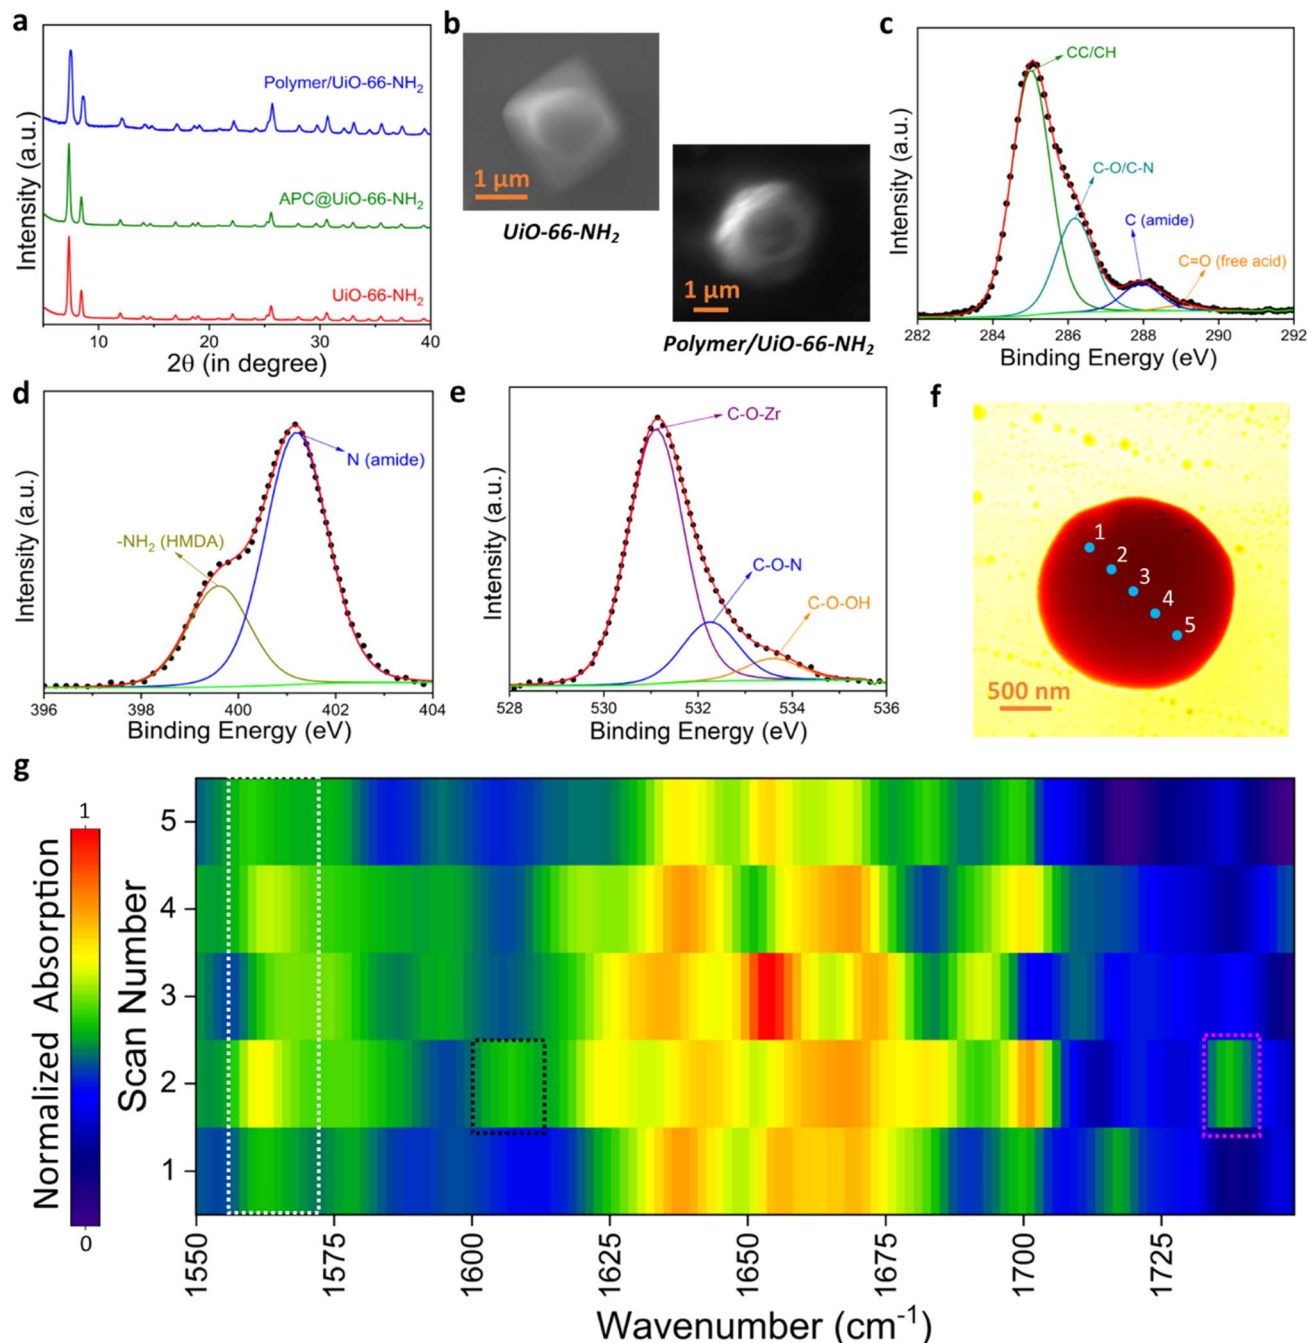 a
Intensity (a.u.)
Polymer/UiO-66-NH2
APC@UiO-66-NH2
UiO-66-NH2
10 20 30 40
2θ (in degree)
b
1 µm
UiO-66-NH2
1 µm
Polymer/UiO-66-NH2
c
Intensity (a.u.)
CC/CH
C-O/C-N
C (amide)
C=O (free acid)
282 284 286 288 290 292
Binding Energy (eV)
d
Intensity (a.u.)
N (amide)
-NH2 (HMDA)
396 398 400 402 404
Binding Energy (eV)
e
Intensity (a.u.)
C-O-Zr
C-O-N
C-O-OH
528 530 532 534 536
Binding Energy (eV)
f
1
2
3
4
5
500 nm
g
1
Normalized Absorption
0
Scan Number
5
4
3
2
1
1550 1575 1600 1625 1650 1675 1700 1725
Wavenumber (cm-1)